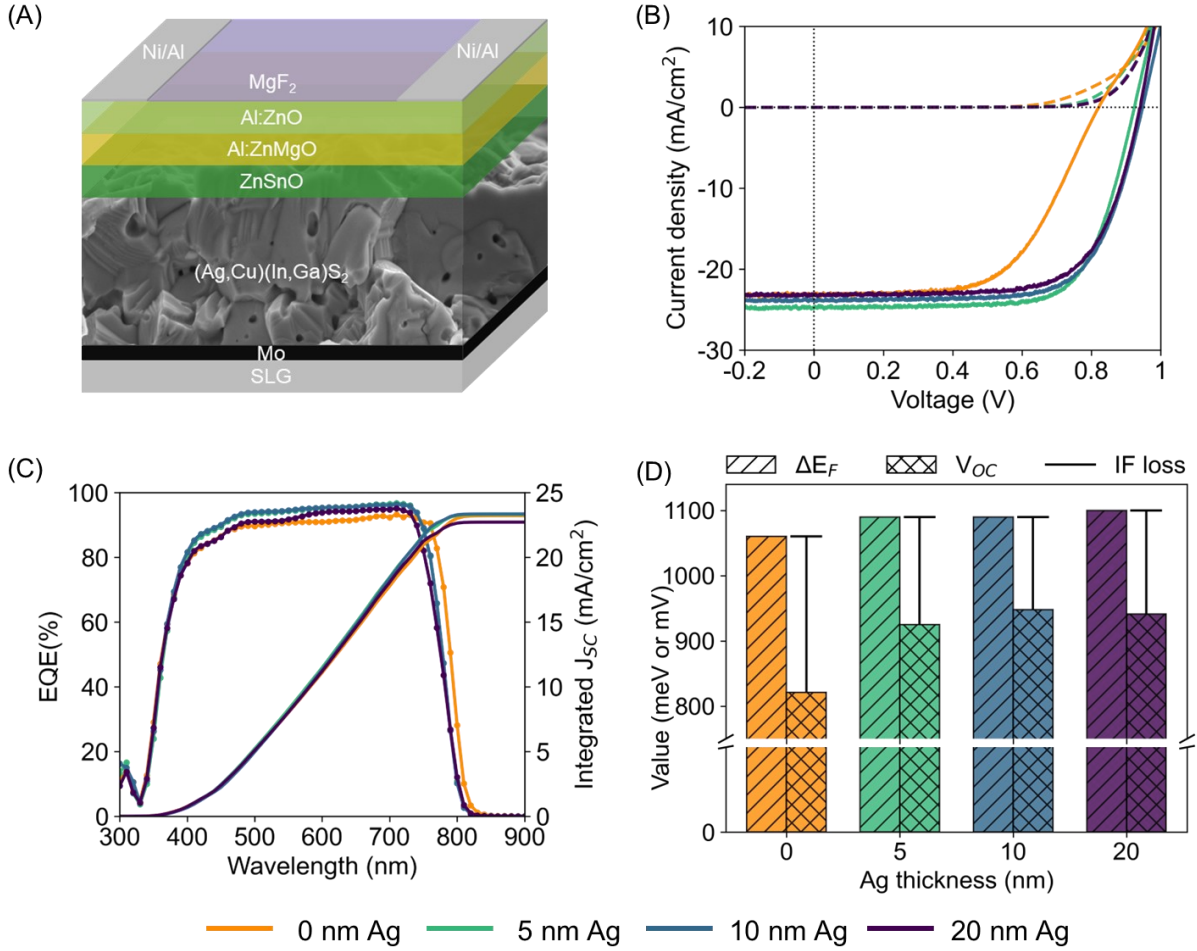 (A)
Ni/Al
Ni/Al
MgF2
Al:ZnO
Al:ZnMgO
ZnSnO
(Ag,Cu)(In,Ga)S2
Mo
SLG
(B)
Current density (mA/cm2)
10
0
-10
-20
-30
-0.2
0
0.2
0.4
0.6
0.8
1
Voltage (V)
(C)
EQE(%)
100
80
60
40
20
0
300
400
500
600
700
800
900
Wavelength (nm)
25
20
15
10
5
0
Integrated JSC (mA/cm2)
(D)
ΔEF
VOC
IF loss
Value (meV or mV)
1100
1000
900
800
0
0
5
10
20
Ag thickness (nm)
0 nm Ag
5 nm Ag
10 nm Ag
20 nm Ag